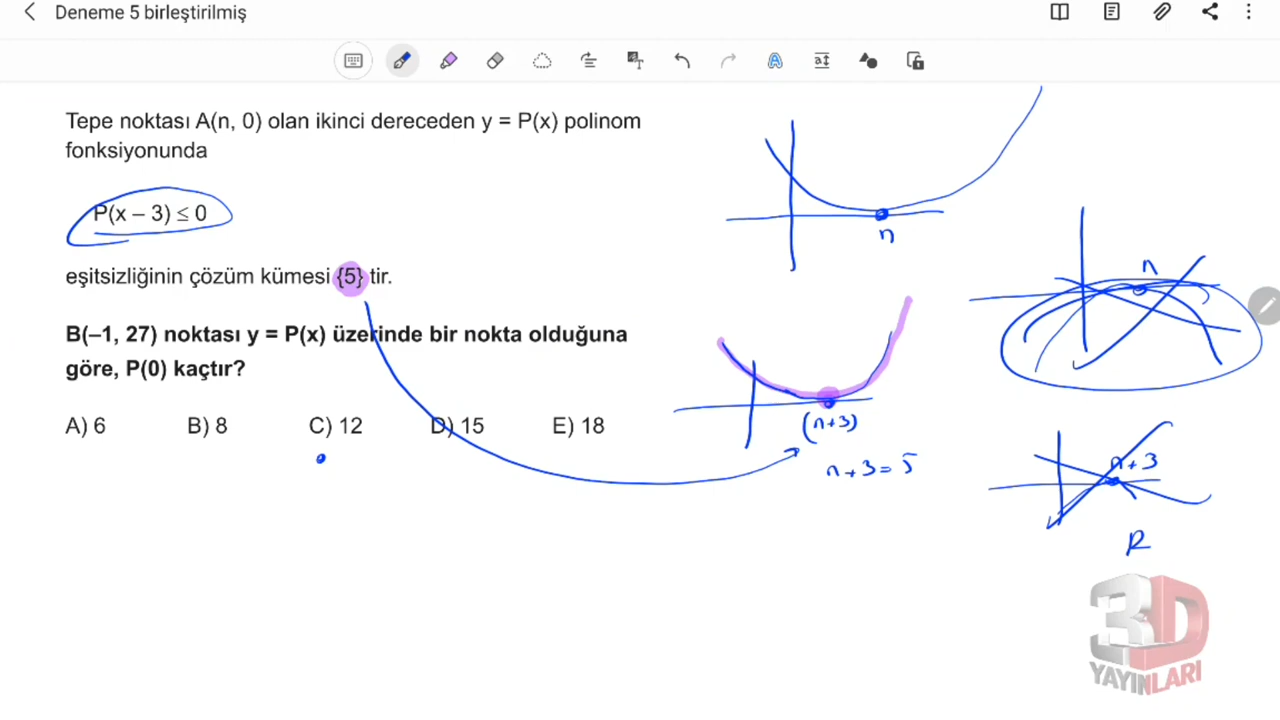 Deneme 5 birleştirilmiş
Tepe noktası A(n, 0) olan ikinci dereceden y = P(x) polinom
fonksiyonunda
P(x – 3) ≤ 0
eşitsizliğinin çözüm kümesi {5} tir.
B(–1, 27) noktası y = P(x) üzerinde bir nokta olduğuna
göre, P(0) kaçtır?
A) 6 B) 8 C) 12 D) 15 E) 18
n
n
(n+3)
n+3=5
n+3
R
3D
YAYINLARI